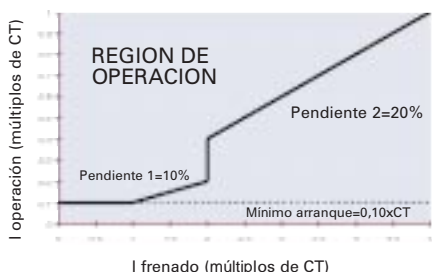 I operación (múltiplos de CT)
REGION DE
OPERACION
Pendiente 2=20%
Pendiente 1=10%
Mínimo arranque=0,10xCT
I frenado (múltiplos de CT)